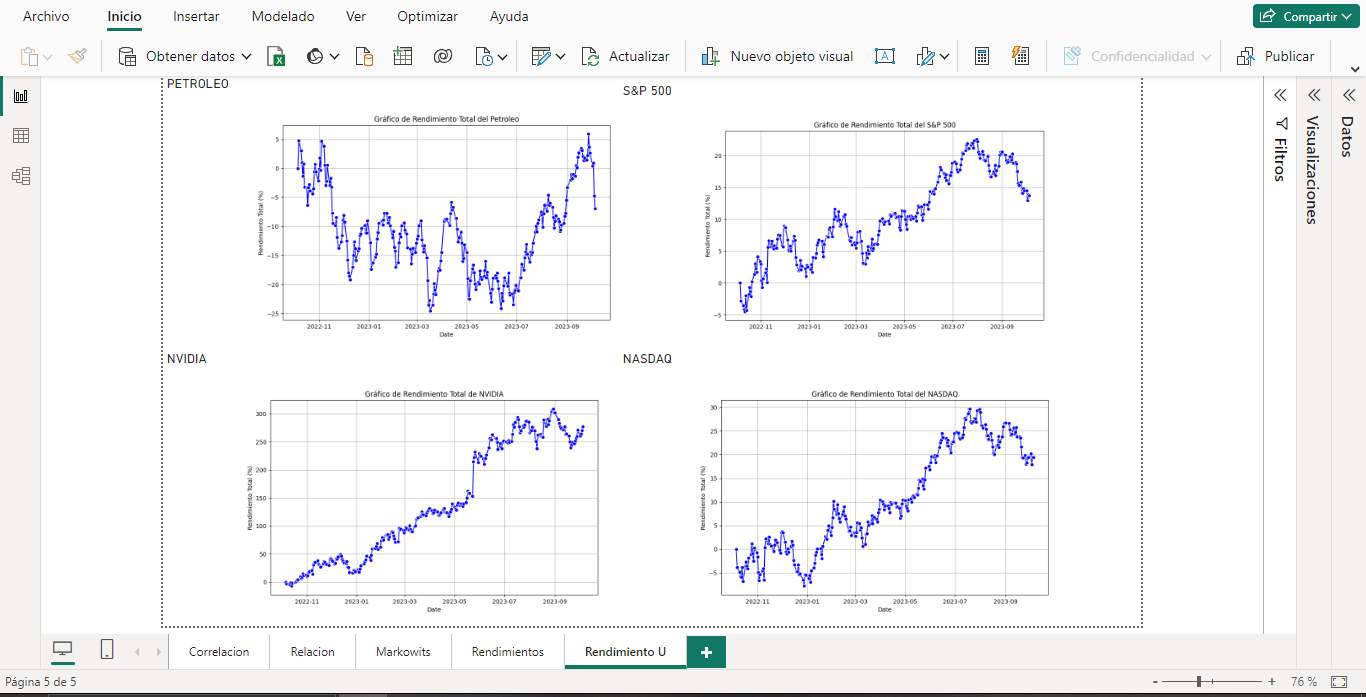 Archivo Inicio Insertar Modelado Ver Optimizar Ayuda Compartir
Obtener datos Actualizar Nuevo objeto visual Confidencialidad Publicar
PETROLEO
S&P 500
Gráfico de Rendimiento Total del Petroleo
Rendimiento Total (%)
5
0
−5
−10
−15
−20
−25
2022-11 2023-01 2023-03 2023-05 2023-07 2023-09
Date
Gráfico de Rendimiento Total del S&P 500
Rendimiento Total (%)
20
15
10
5
0
−5
2022-11 2023-01 2023-03 2023-05 2023-07 2023-09
Date
NVIDIA
NASDAQ
Gráfico de Rendimiento Total de NVIDIA
Rendimiento Total (%)
300
250
200
150
100
50
0
2022-11 2023-01 2023-03 2023-05 2023-07 2023-09
Date
Gráfico de Rendimiento Total del NASDAQ
Rendimiento Total (%)
30
25
20
15
10
5
0
−5
2022-11 2023-01 2023-03 2023-05 2023-07 2023-09
Date
Filtros
Visualizaciones
Datos
Correlacion Relacion Markowits Rendimientos Rendimiento U +
Página 5 de 5
- + 76 %